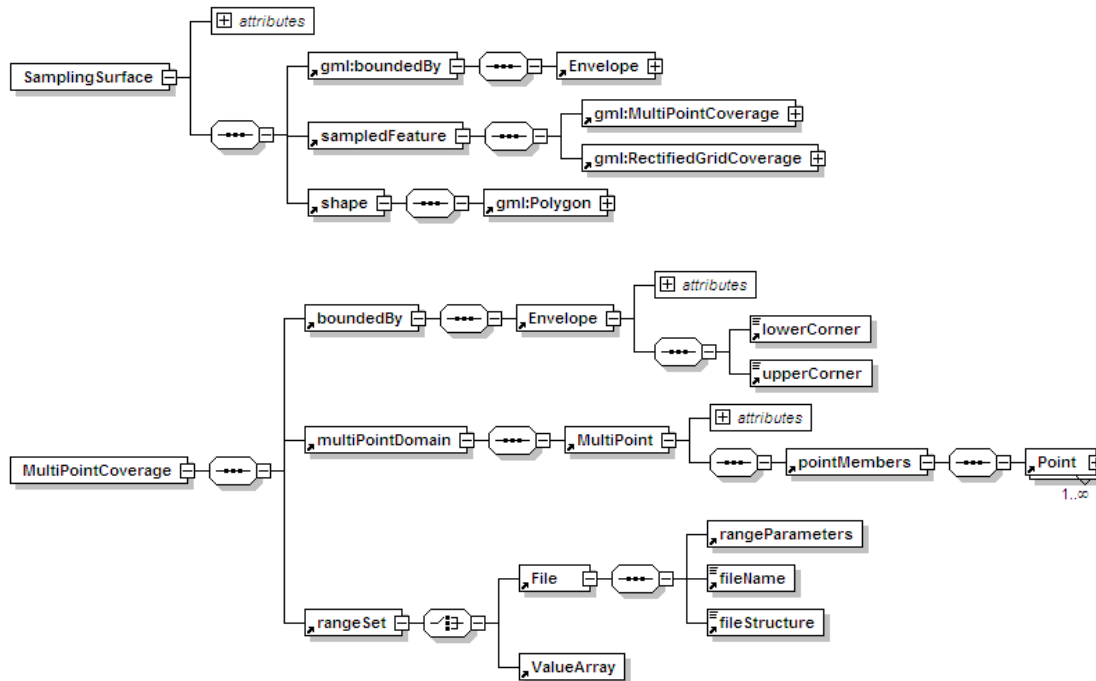 attributes
SamplingSurface
gml:boundedBy
Envelope
sampledFeature
gml:MultiPointCoverage
gml:RectifiedGridCoverage
shape
gml:Polygon
attributes
boundedBy
Envelope
lowerCorner
upperCorner
attributes
multiPointDomain
MultiPoint
MultiPointCoverage
pointMembers
Point
1..∞
rangeParameters
File
fileName
rangeSet
fileStructure
ValueArray